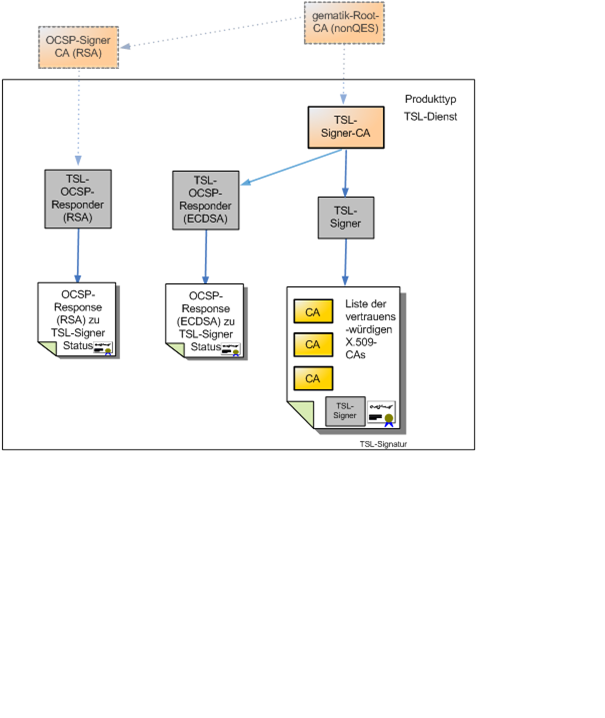 gematik-Root-
CA (nonQES)
OCSP-Signer
CA (RSA)
Produkttyp
TSL-Dienst
TSL-
Signer-CA
TSL-
OCSP-
Responder
(RSA)
TSL-
OCSP-
Responder
(ECDSA)
TSL-
Signer
OCSP-
Response
(RSA) zu
TSL-Signer
Status
OCSP-
Response
(ECDSA) zu
TSL-Signer
Status
CA
CA
CA
Liste der
vertrauens
-würdigen
X.509-
CAs
TSL-
Signer
TSL-Signatur